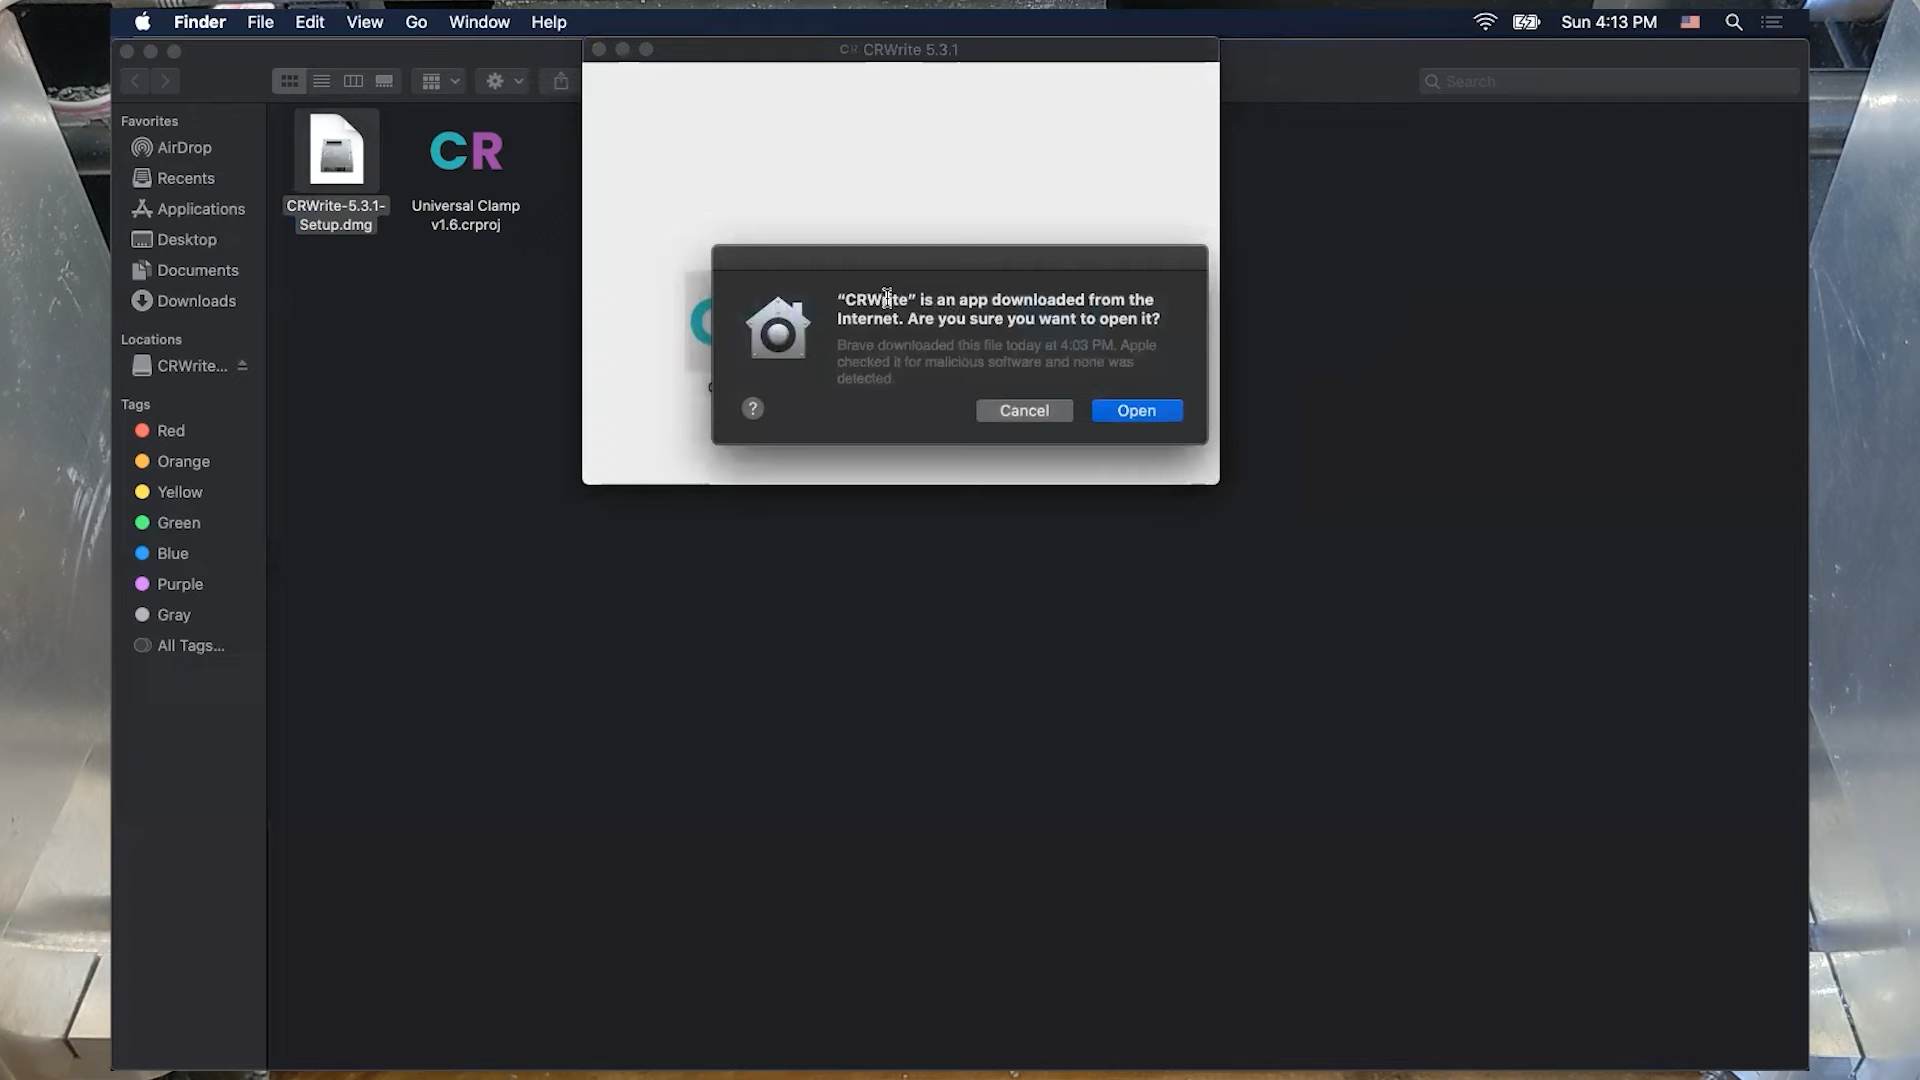 Finder File Edit View Go Window Help
Sun 4:13 PM
CRWrite 5.3.1
Search
Favorites
AirDrop
Recents
Applications
Desktop
Documents
Downloads
Locations
CRWrite...
Tags
Red
Orange
Yellow
Green
Blue
Purple
Gray
All Tags...
CRWrite-5.3.1-
Setup.dmg
CR
Universal Clamp
v1.6.crproj
“CRWrite” is an app downloaded from the
Internet. Are you sure you want to open it?
Brave downloaded this file today at 4:03 PM. Apple
checked it for malicious software and none was
detected.
?
Cancel
Open